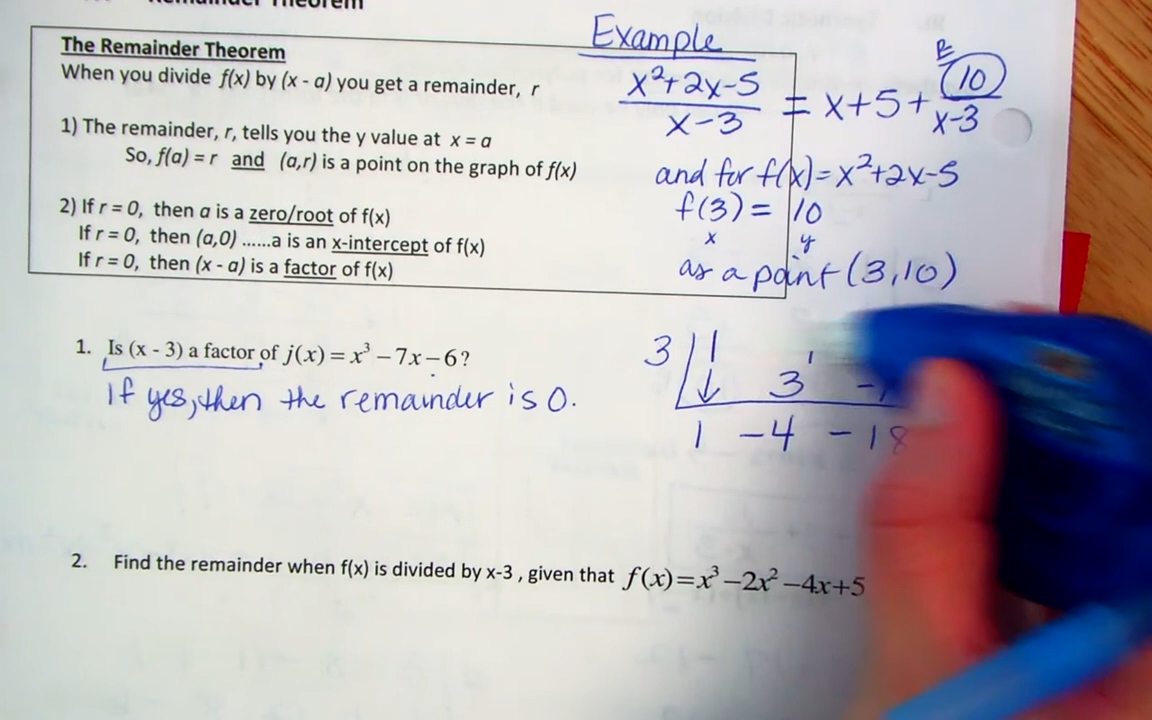 The Remainder Theorem
When you divide f(x) by (x - a) you get a remainder, r
1) The remainder, r, tells you the y value at x = a
So, f(a) = r and (a,r) is a point on the graph of f(x)
2) If r = 0, then a is a zero/root of f(x)
If r = 0, then (a,0) ......a is an x-intercept of f(x)
If r = 0, then (x - a) is a factor of f(x)
Example
x²+2x-5
x-3
= x+5+
R
10
x-3
and for f(x)=x²+2x-5
f(3) = 10
x y
as a point (3,10)
1. Is (x - 3) a factor of j(x) = x³ - 7x - 6?
If yes, then the remainder is 0.
3 1
3
1 -4 -18
2. Find the remainder when f(x) is divided by x-3 , given that f(x)=x³-2x²-4x+5